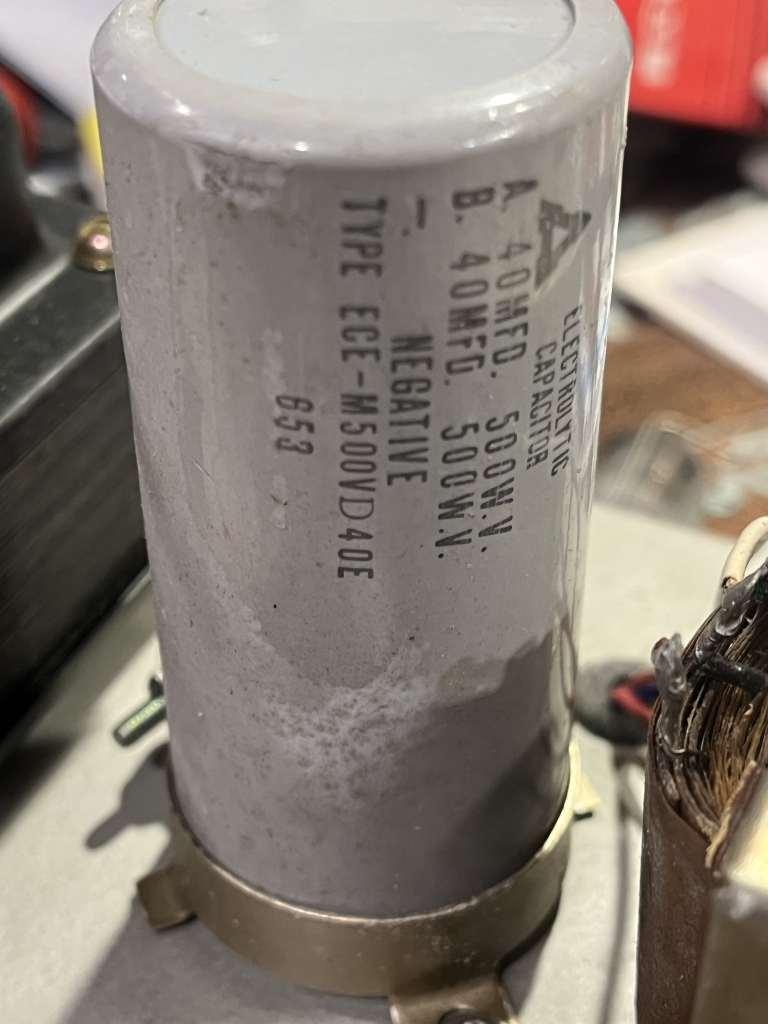 ELECTROLYTIC
CAPACITOR
A. 40MFD. 500W.V.
B. 40MFD. 500W.V.
- NEGATIVE
TYPE ECE-M500VD40E
653